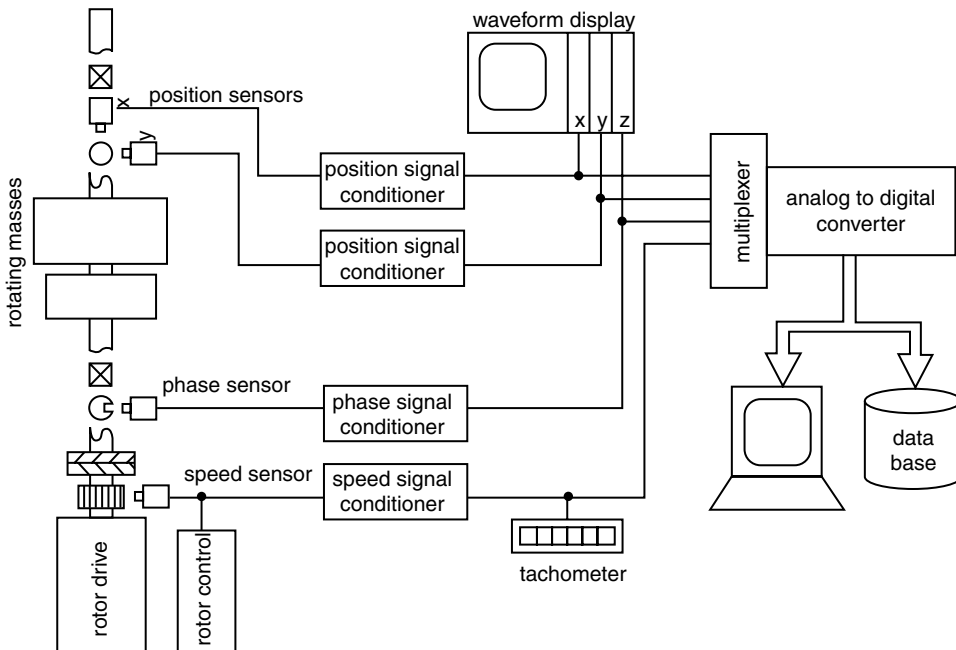 waveform display
x
position sensors
x y z
y
position signal
conditioner
multiplexer
analog to digital
converter
rotating masses
position signal
conditioner
phase sensor
phase signal
conditioner
data
base
speed sensor
speed signal
conditioner
rotor drive
rotor control
tachometer